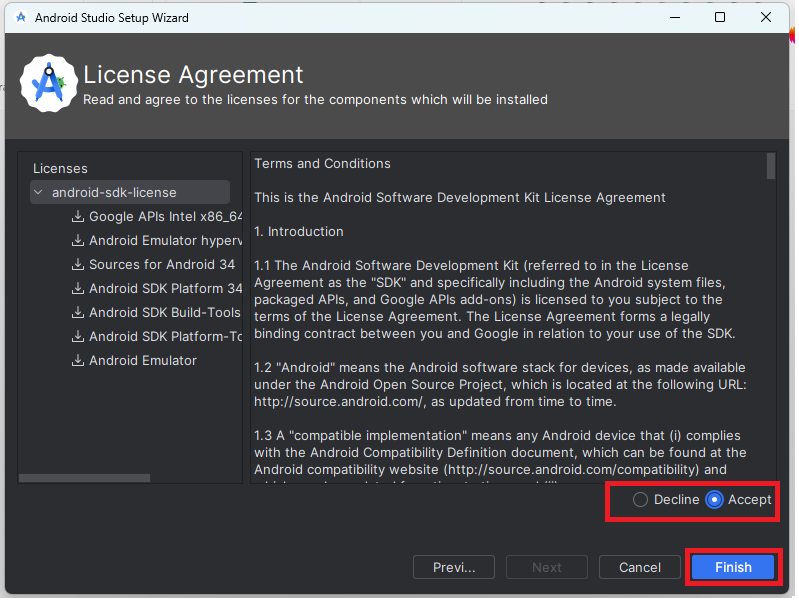 Android Studio Setup Wizard
License Agreement
Read and agree to the licenses for the components which will be installed
Licenses
android-sdk-license
Google APIs Intel x86_64
Android Emulator hyperv
Sources for Android 34
Android SDK Platform 34
Android SDK Build-Tools
Android SDK Platform-To
Android Emulator
Terms and Conditions
This is the Android Software Development Kit License Agreement
1. Introduction
1.1 The Android Software Development Kit (referred to in the License
Agreement as the "SDK" and specifically including the Android system files,
packaged APIs, and Google APIs add-ons) is licensed to you subject to the
terms of the License Agreement. The License Agreement forms a legally
binding contract between you and Google in relation to your use of the SDK.
1.2 "Android" means the Android software stack for devices, as made available
under the Android Open Source Project, which is located at the following URL:
http://source.android.com/, as updated from time to time.
1.3 A "compatible implementation" means any Android device that (i) complies
with the Android Compatibility Definition document, which can be found at the
Android compatibility website (http://source.android.com/compatibility) and
Decline Accept
Previ... Next Cancel Finish